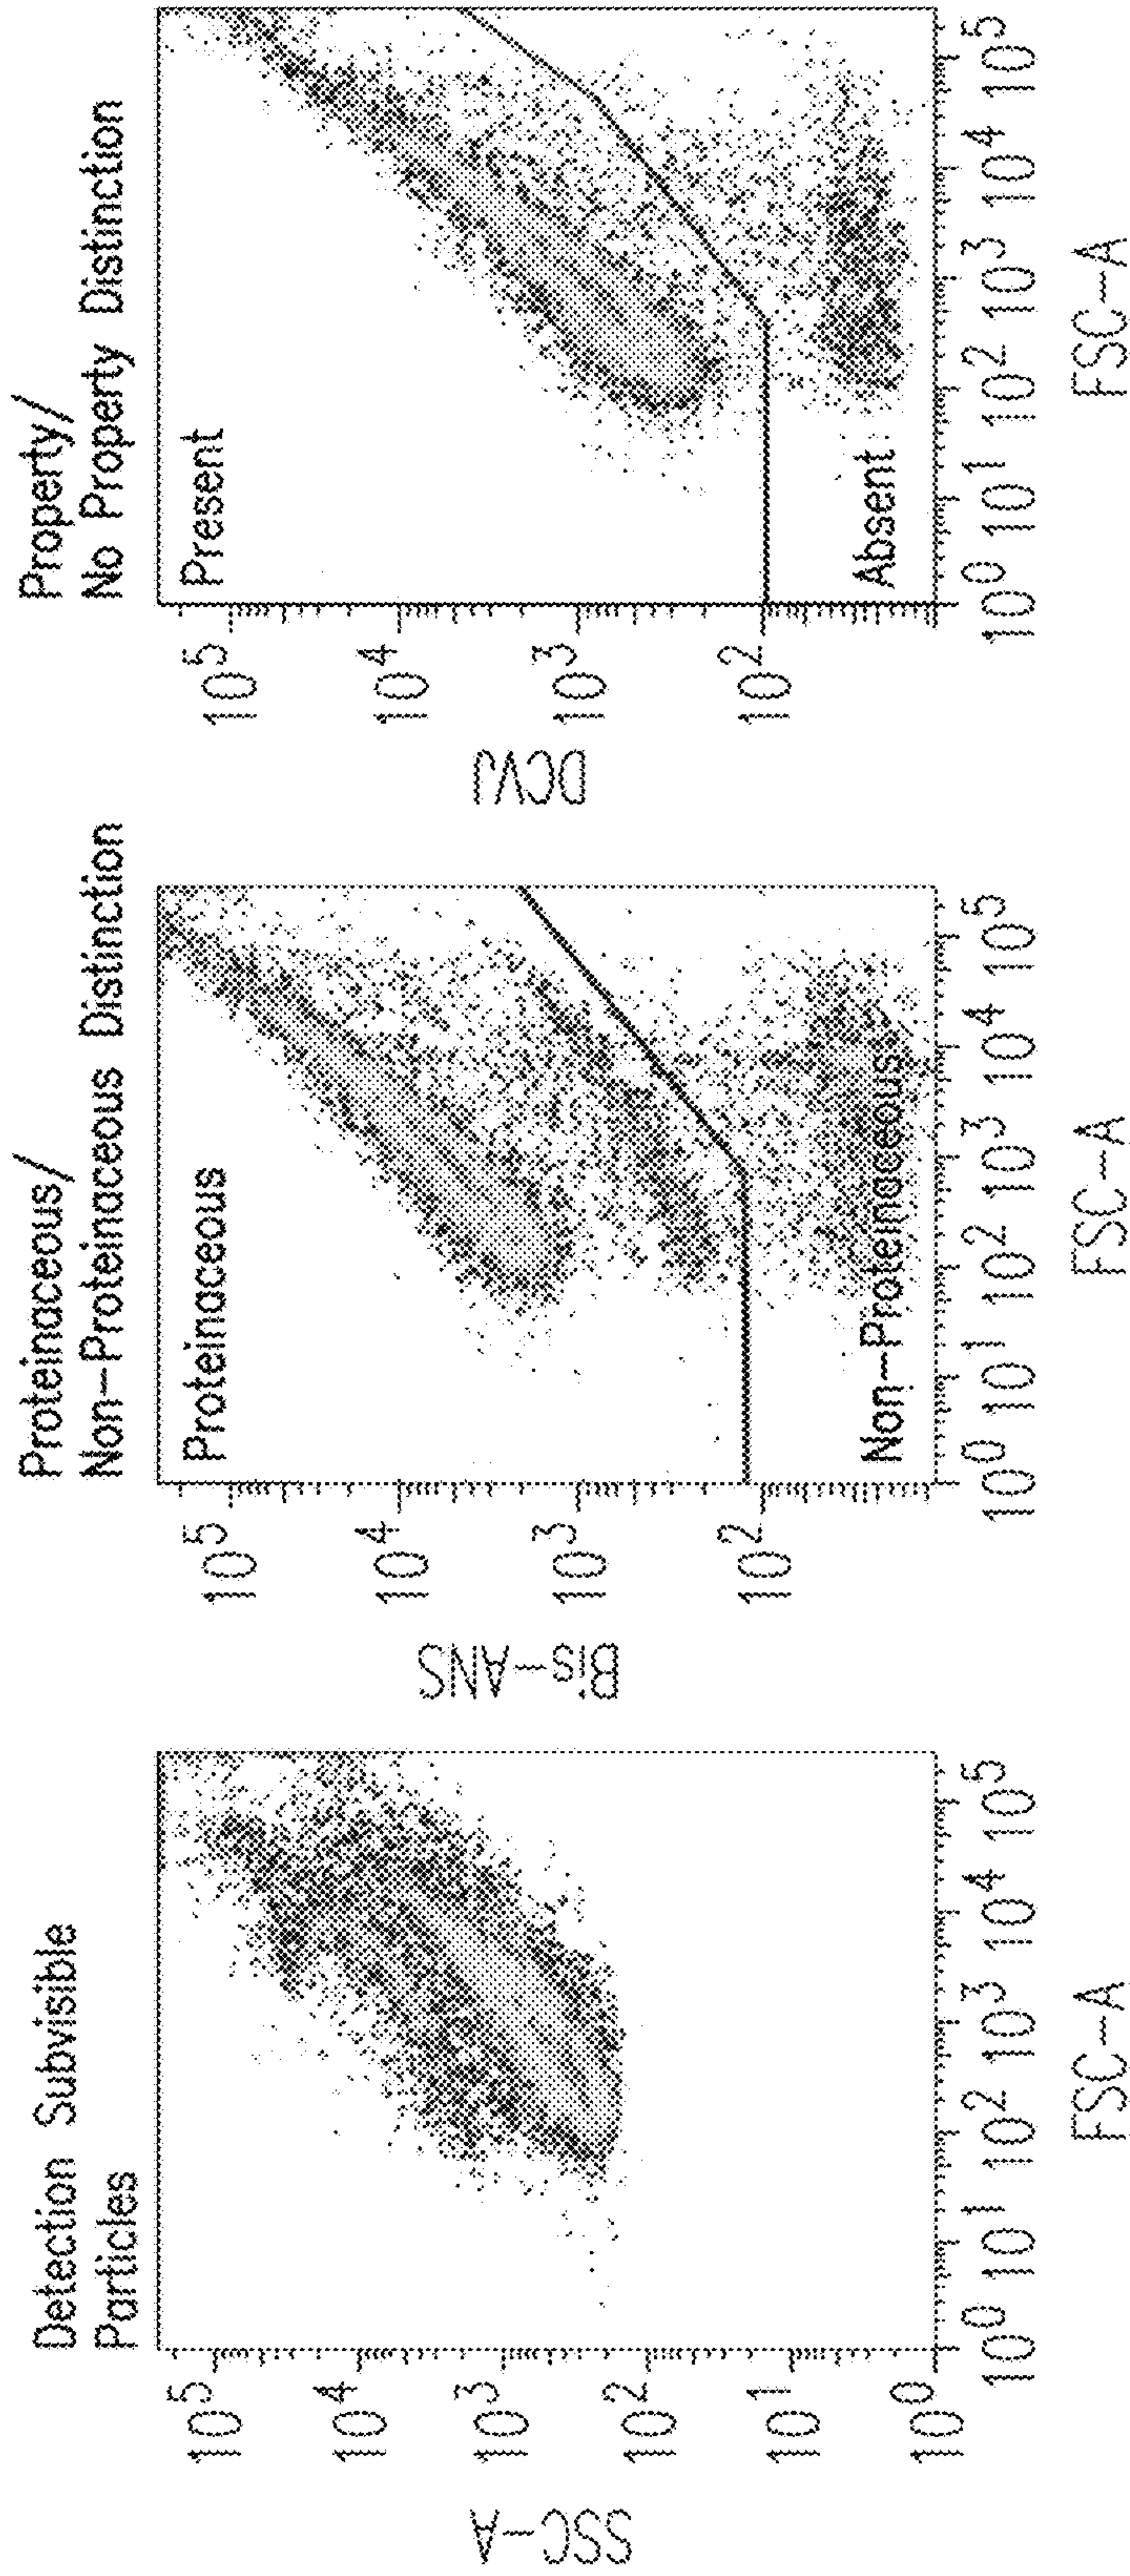 Detection Subvisible
Particles
SSC-A
10^5
10^4
10^3
10^2
10^1
10^0
10^0 10^1 10^2 10^3 10^4 10^5
FSC-A
Proteinaceous/
Non-Proteinaceous Distinction
Bis-ANS
10^5
10^4
10^3
10^2
Proteinaceous
Non-Proteinaceous
10^0 10^1 10^2 10^3 10^4 10^5
FSC-A
Property/
No Property Distinction
DCVJ
10^5
10^4
10^3
10^2
Present
Absent
10^0 10^1 10^2 10^3 10^4 10^5
FSC-A